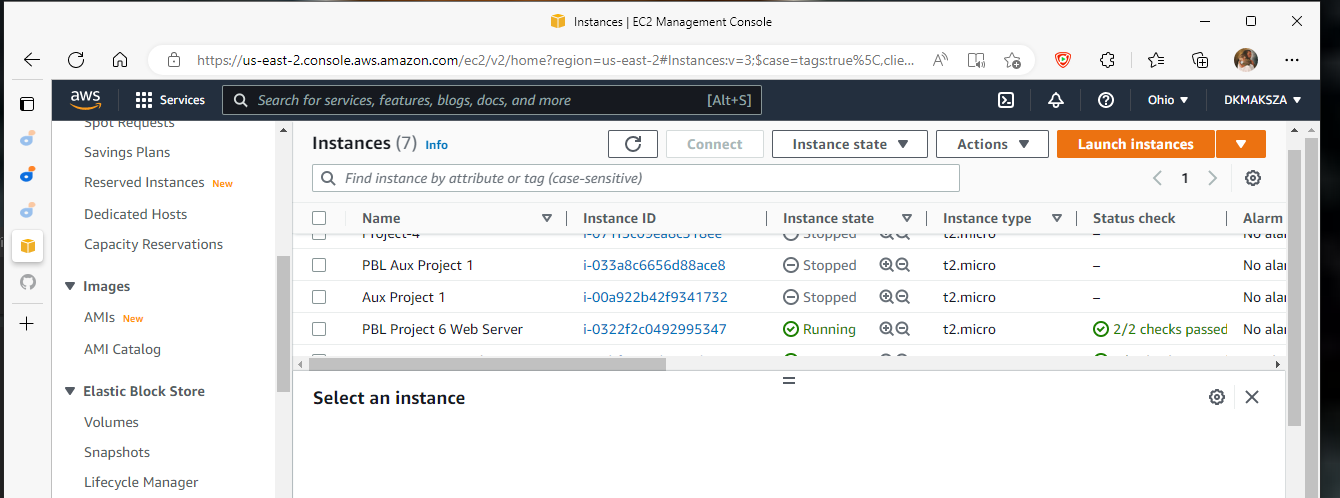 Instances | EC2 Management Console
https://us-east-2.console.aws.amazon.com/ec2/v2/home?region=us-east-2#Instances:v=3;$case=tags:true%5C,clie...
aws Services Search for services, features, blogs, docs, and more [Alt+S] Ohio DKMAKSZA
Spot Requests
Savings Plans
Reserved Instances New
Dedicated Hosts
Capacity Reservations
Images
AMIs New
AMI Catalog
Elastic Block Store
Volumes
Snapshots
Lifecycle Manager
Instances (7) Info Connect Instance state Actions Launch instances
Find instance by attribute or tag (case-sensitive) 1
Name Instance ID Instance state Instance type Status check Alarm
Project-4 Stopped t2.micro – No alar
PBL Aux Project 1 i-033a8c6656d88ace8 Stopped t2.micro – No alar
Aux Project 1 i-00a922b42f9341732 Stopped t2.micro – No alar
PBL Project 6 Web Server i-0322f2c0492995347 Running t2.micro 2/2 checks passed No alar
Select an instance